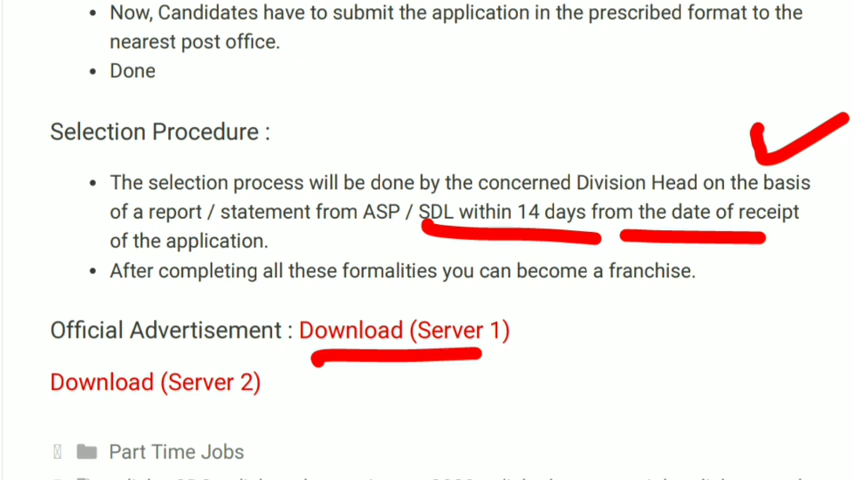 • Now, Candidates have to submit the application in the prescribed format to the
nearest post office.
• Done
Selection Procedure :
• The selection process will be done by the concerned Division Head on the basis
of a report / statement from ASP / SDL within 14 days from the date of receipt
of the application.
• After completing all these formalities you can become a franchise.
Official Advertisement : Download (Server 1)
Download (Server 2)
Part Time Jobs